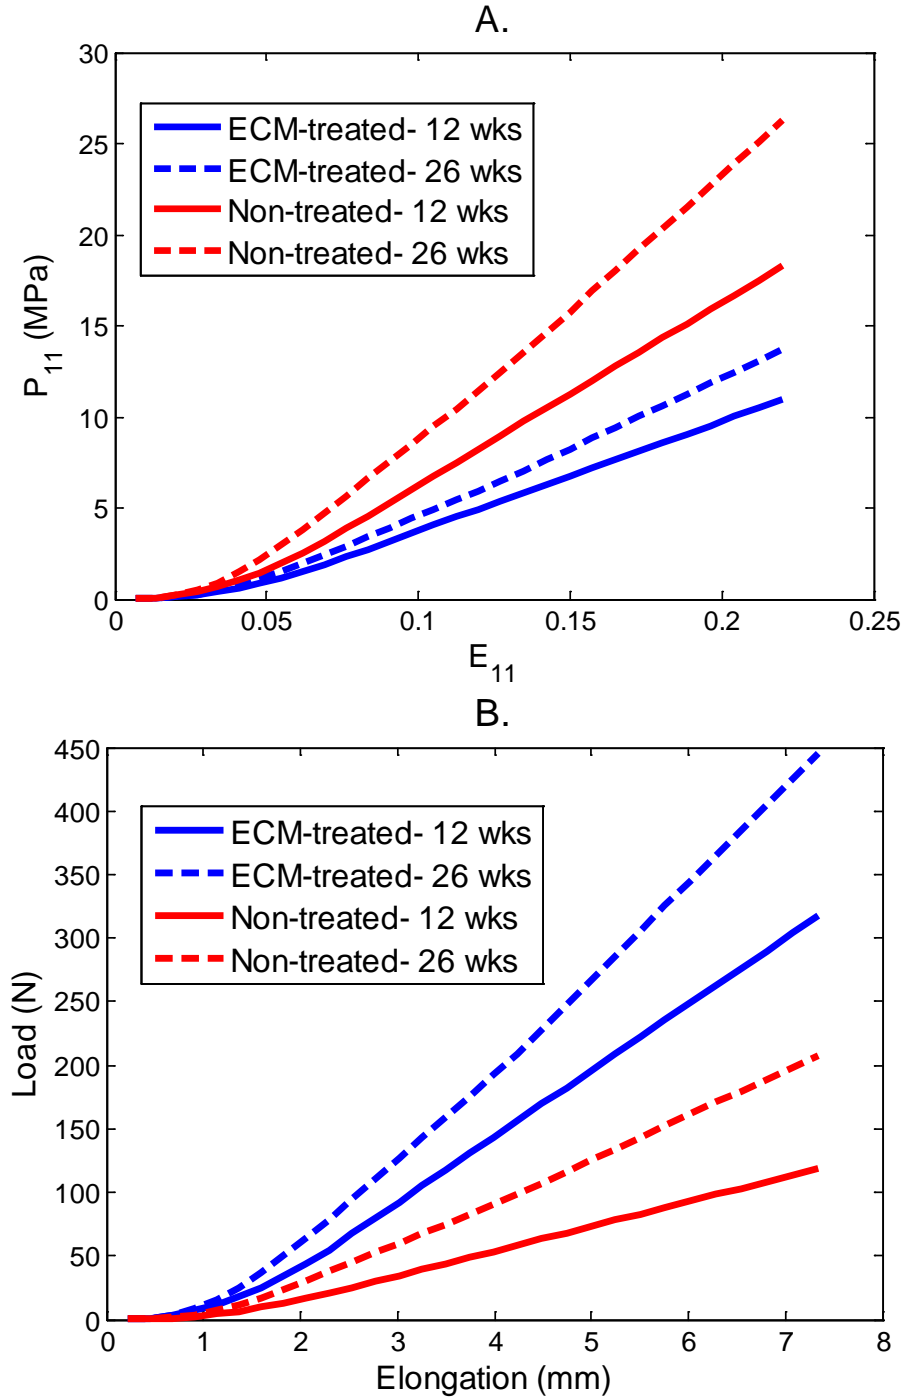 A.
30
25
20
15
10
5
0
P11 (MPa)
ECM-treated- 12 wks
ECM-treated- 26 wks
Non-treated- 12 wks
Non-treated- 26 wks
0 0.05 0.1 0.15 0.2 0.25
E11
B.
450
400
350
300
250
200
150
100
50
0
Load (N)
ECM-treated- 12 wks
ECM-treated- 26 wks
Non-treated- 12 wks
Non-treated- 26 wks
0 1 2 3 4 5 6 7 8
Elongation (mm)